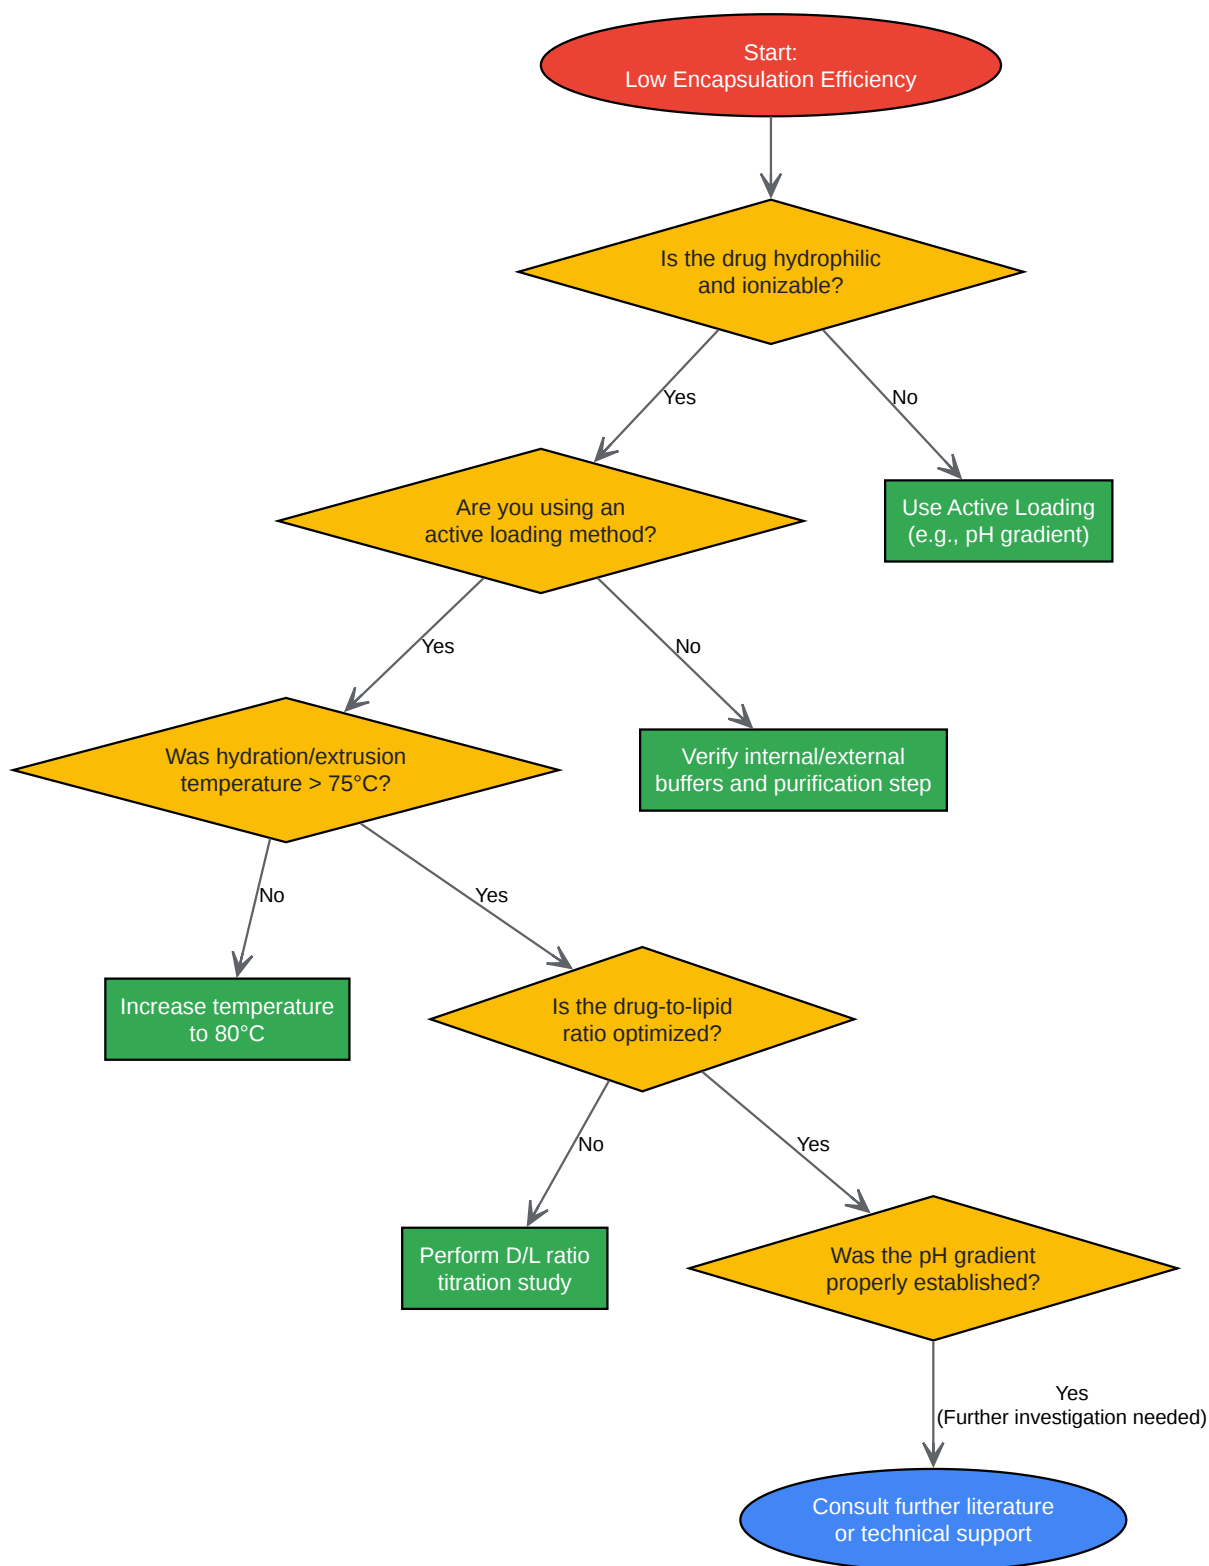 Start:
Low Encapsulation Efficiency
Is the drug hydrophilic
and ionizable?
Yes
No
Are you using an
active loading method?
Use Active Loading
(e.g., pH gradient)
Yes
No
Was hydration/extrusion
temperature > 75°C?
Verify internal/external
buffers and purification step
No
Yes
Increase temperature
to 80°C
Is the drug-to-lipid
ratio optimized?
No
Yes
Perform D/L ratio
titration study
Was the pH gradient
properly established?
Yes
(Further investigation needed)
Consult further literature
or technical support